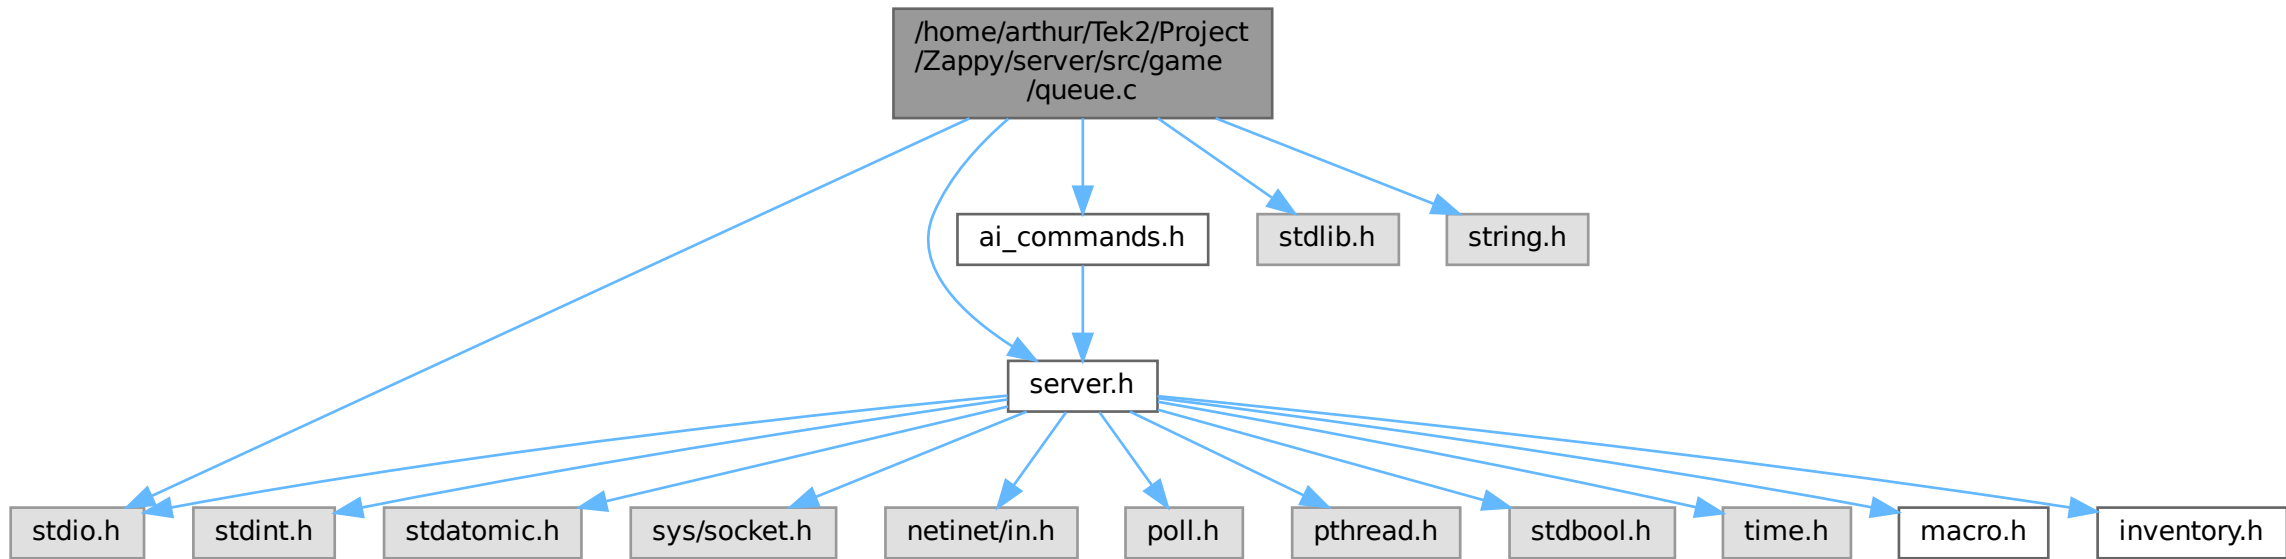 /home/arthur/Tek2/Project
/Zappy/server/src/game
/queue.c
ai_commands.h
stdlib.h
string.h
server.h
stdio.h
stdint.h
stdatomic.h
sys/socket.h
netinet/in.h
poll.h
pthread.h
stdbool.h
time.h
macro.h
inventory.h